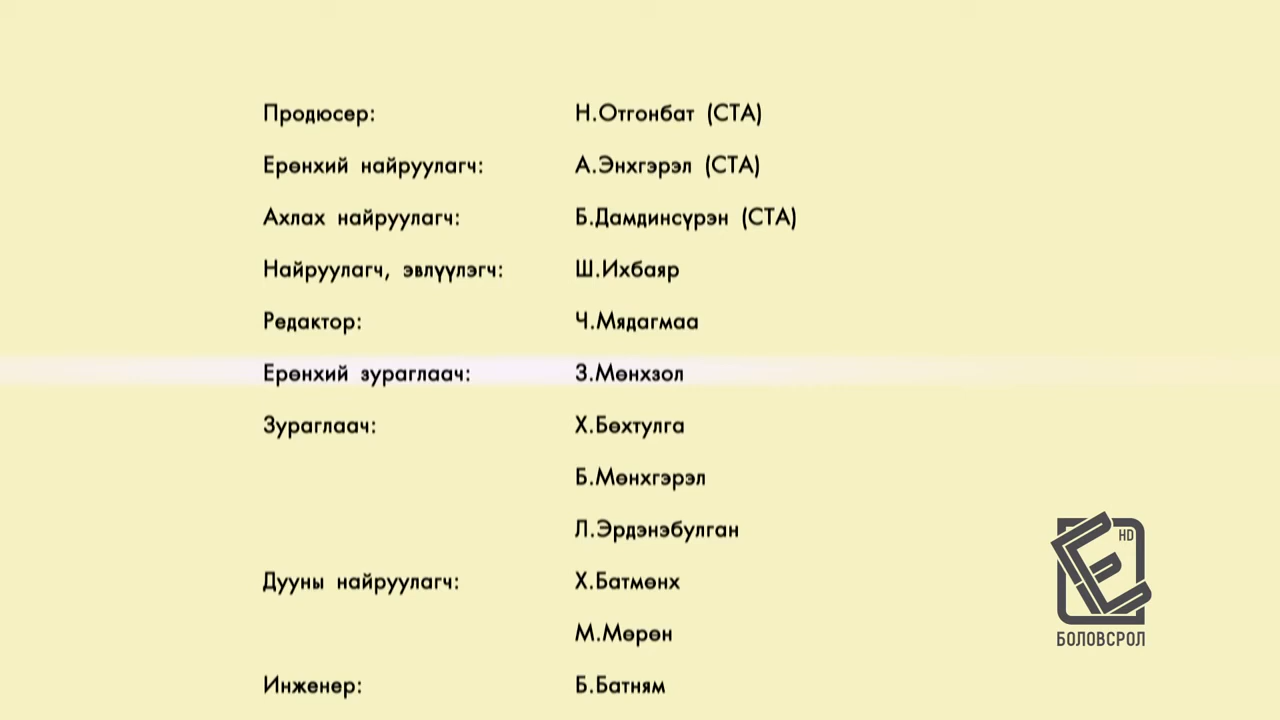 Продюсер: Н.Отгонбат (СТА)
Ерөнхий найруулагч: А.Энхгэрэл (СТА)
Ахлах найруулагч: Б.Дамдинсүрэн (СТА)
Найруулагч, эвлүүлэгч: Ш.Ихбаяр
Редактор: Ч.Мядагмаа
Ерөнхий зураглаач: З.Мөнхзол
Зураглаач: Х.Бөхтулга
Б.Мөнхгэрэл
Л.Эрдэнэбулган
Дууны найруулагч: Х.Батмөнх
М.Мөрөн
Инженер: Б.Батням
HD
БОЛОВСРОЛ